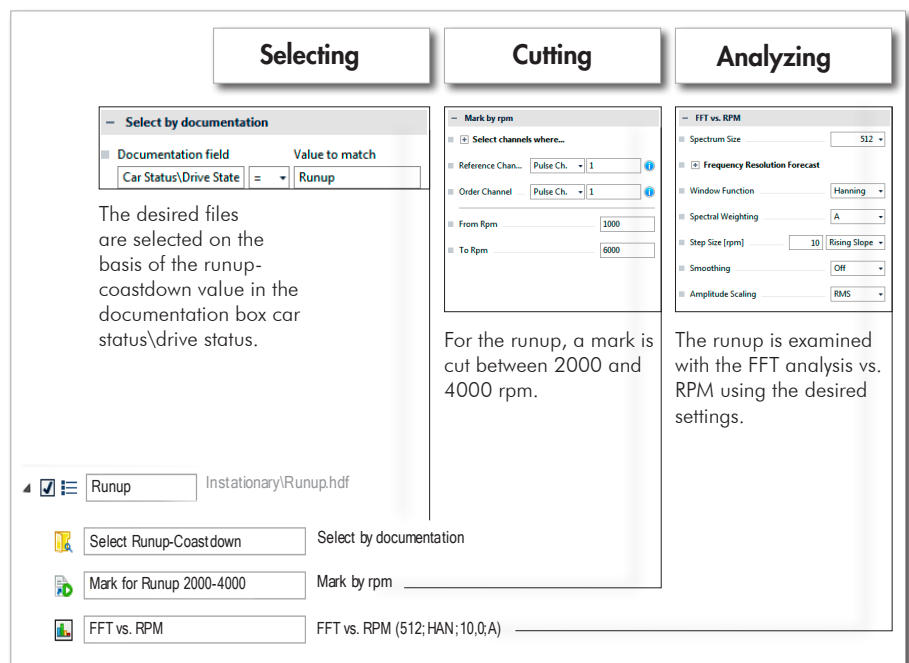 Selecting
Cutting
Analyzing
− Select by documentation
Documentation field Value to match
Car Status\Drive State = Runup
The desired files
are selected on the
basis of the runup-
coastdown value in the
documentation box car
status\drive status.
− Mark by rpm
+ Select channels where...
Reference Chan... Pulse Ch. 1
Order Channel Pulse Ch. 1
From Rpm 1000
To Rpm 6000
For the runup, a mark is
cut between 2000 and
4000 rpm.
− FFT vs. RPM
Spectrum Size 512
+ Frequency Resolution Forecast
Window Function Hanning
Spectral Weighting A
Step Size [rpm] 10 Rising Slope
Smoothing Off
Amplitude Scaling RMS
The runup is examined
with the FFT analysis vs.
RPM using the desired
settings.
Runup Instationary\Runup.hdf
Select Runup-Coastdown Select by documentation
Mark for Runup 2000-4000 Mark by rpm
FFT vs. RPM FFT vs. RPM (512; HAN; 10,0; A)